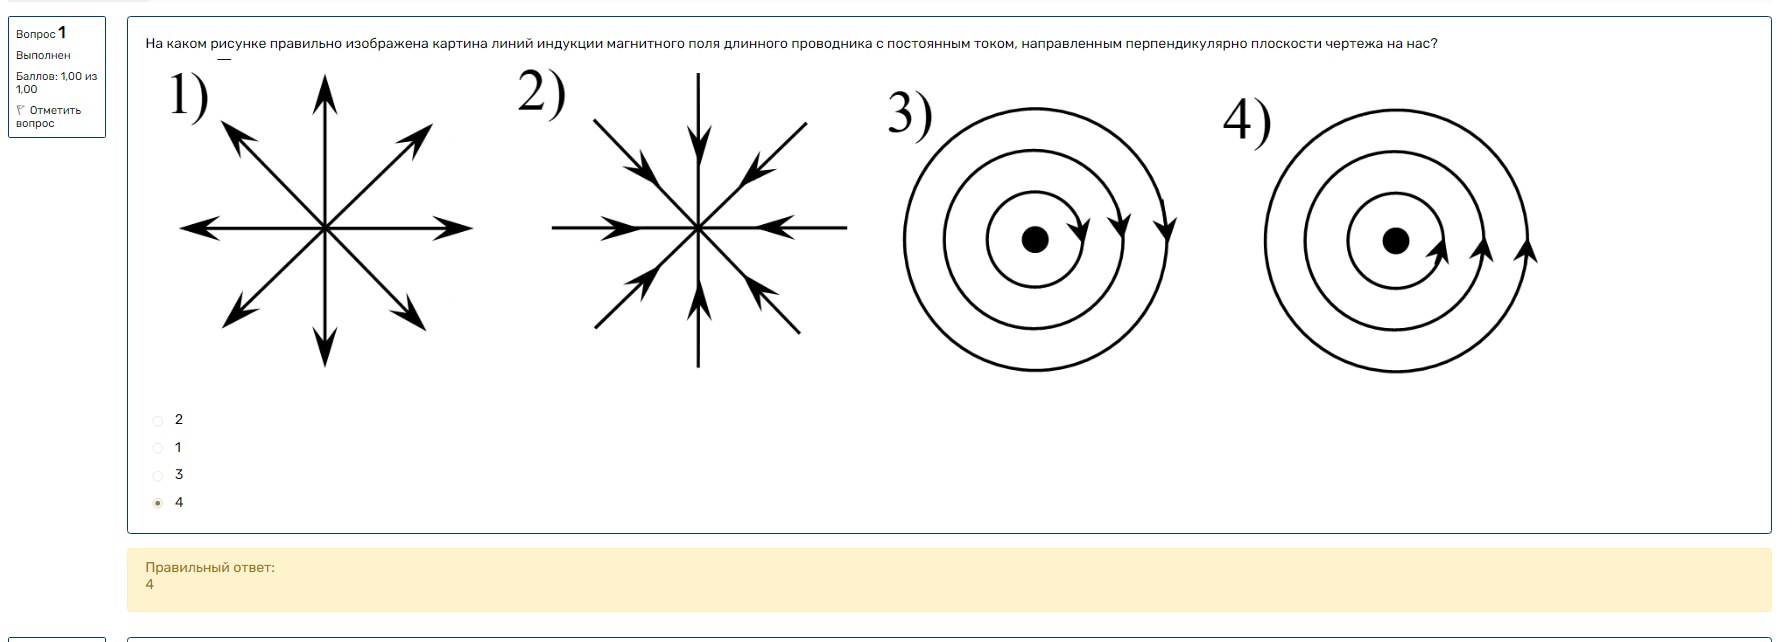 Вопрос 1
Выполнен
Баллов: 1,00 из
1,00
Отметить
вопрос
На каком рисунке правильно изображена картина линий индукции магнитного поля длинного проводника с постоянным током, направленным перпендикулярно плоскости чертежа на нас?
1)
2)
3)
4)
2
1
3
4
Правильный ответ:
4